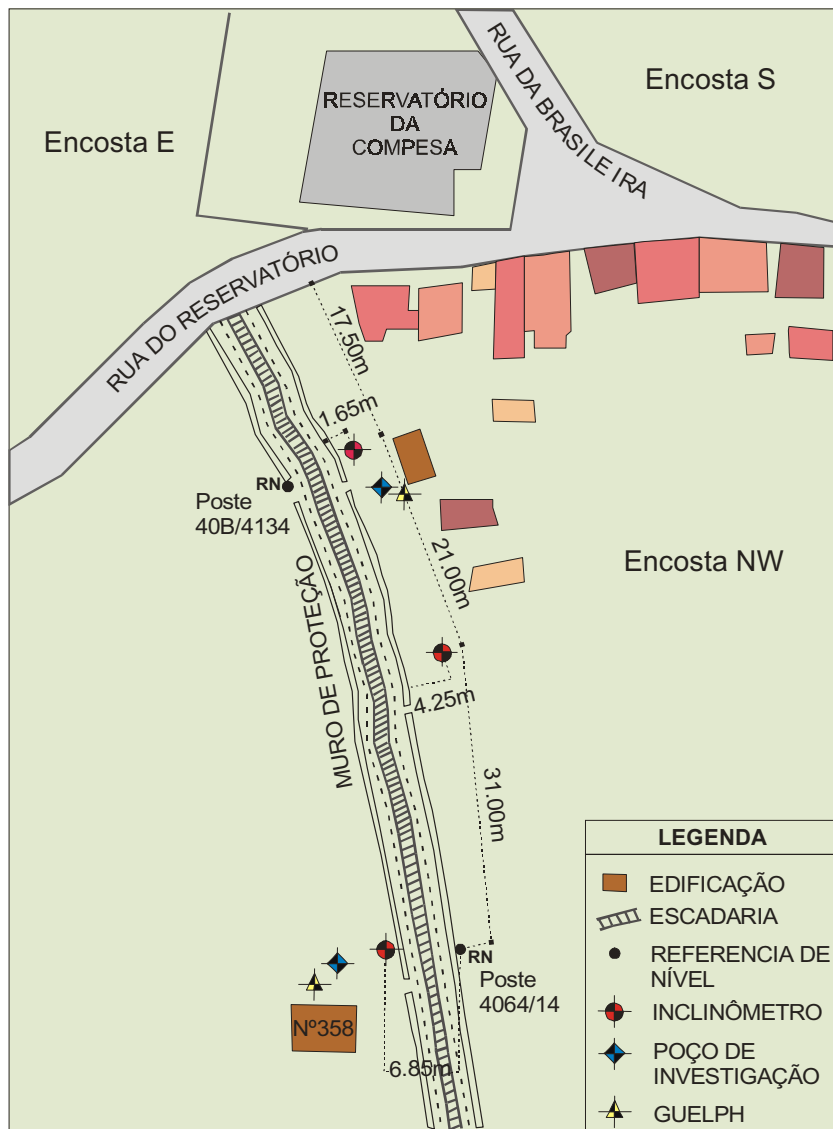 RESERVATÓRIO
DA
COMPESA
RUA DA BRASILEIRA
Encosta S
Encosta E
RUA DO RESERVATÓRIO
17.50m
1.65m
RN
Poste
40B/4134
21.00m
Encosta NW
MURO DE PROTEÇÃO
4.25m
31.00m
RN
Poste
4064/14
Nº358
6.85m
LEGENDA
EDIFICAÇÃO
ESCADARIA
REFERENCIA DE
NÍVEL
INCLINÔMETRO
POÇO DE
INVESTIGAÇÃO
GUELPH